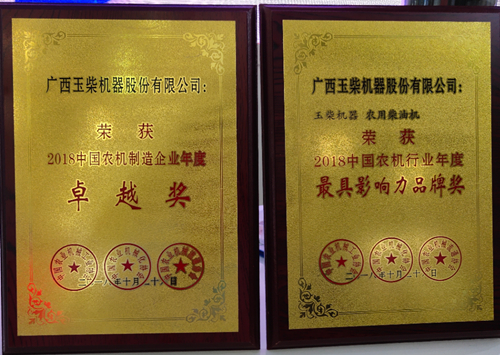 广西玉柴机器股份有限公司：
荣获
2018中国农机制造企业年度
卓越奖
二〇一八年十月二十六日
广西玉柴机器股份有限公司：
玉柴机器 农用柴油机
荣获
2018中国农机行业年度
最具影响力品牌奖